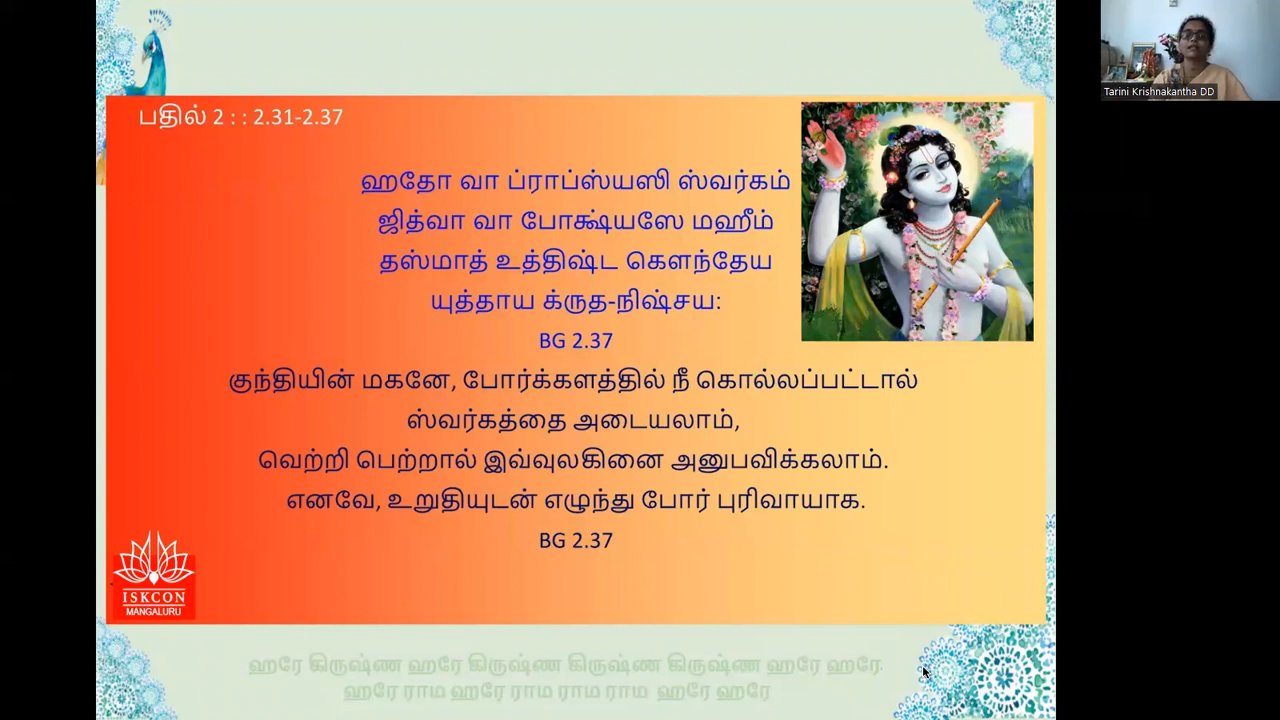 பதில் 2 : : 2.31-2.37
ஹதோ வா ப்ராப்ஸ்யஸி ஸ்வர்கம்
ஜித்வா வா போக்ஷ்யஸே மஹீம்
தஸ்மாத் உத்திஷ்ட கௌந்தேய
யுத்தாய க்ருத-நிஷ்சய:
BG 2.37
குந்தியின் மகனே, போர்க்களத்தில் நீ கொல்லப்பட்டால்
ஸ்வர்கத்தை அடையலாம்,
வெற்றி பெற்றால் இவ்வுலகினை அனுபவிக்கலாம்.
எனவே, உறுதியுடன் எழுந்து போர் புரிவாயாக.
BG 2.37
ISKCON
MANGALURU
ஹரே கிருஷ்ண ஹரே கிருஷ்ண கிருஷ்ண கிருஷ்ண ஹரே ஹரே
ஹரே ராம ஹரே ராம ராம ராம ஹரே ஹரே
Tarini Krishnakantha DD